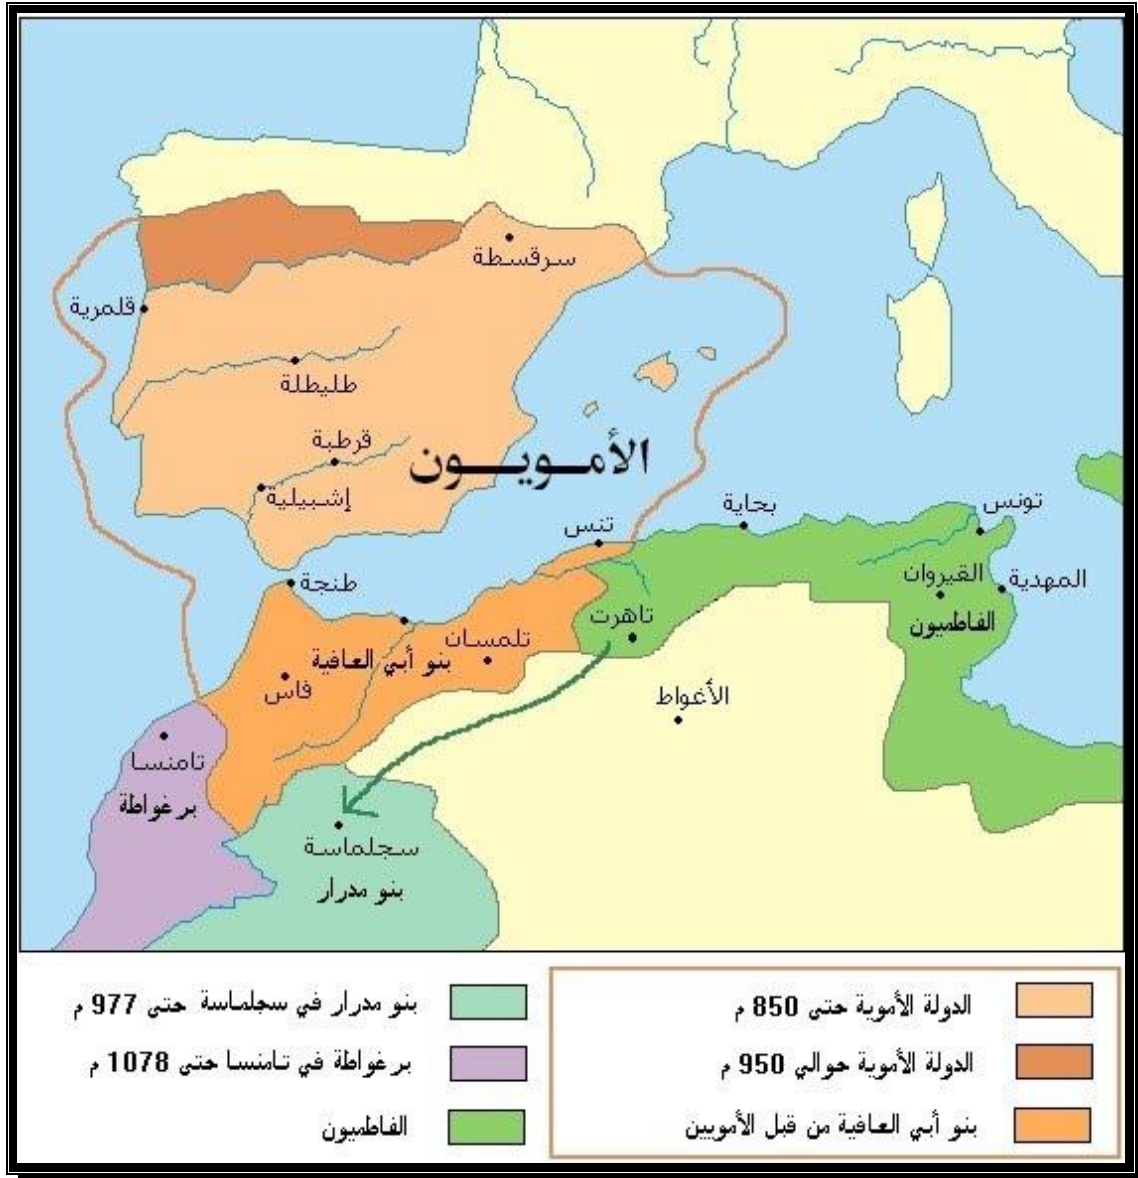 سرقسطة
قلمرية
طليطلة
قرطبة
إشبيلية
الأمـويـون
تونس
بحاية
تنس
المهدية
القيروان
الفاطميون
طنجة
تاهرت
تلمسان
بنو أبي العافية
فاس
الأغواط
تامنسا
برغواطة
سجلماسة
بنو مدرار
الدولة الأموية حتى 850 م
الدولة الأموية حوالي 950 م
بنو أبي العافية من قبل الأمويين
بنو مدرار في سجلماسة حتى 977 م
برغواطة في تامنسا حتى 1078 م
الفاطميون